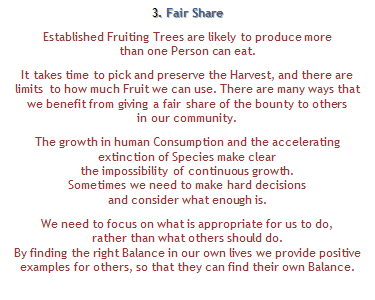 3. Fair Share
Established Fruiting Trees are likely to produce more
than one Person can eat.
It takes time to pick and preserve the Harvest, and there are
limits to how much Fruit we can use. There are many ways that
we benefit from giving a fair share of the bounty to others
in our community.
The growth in human Consumption and the accelerating
extinction of Species make clear
the impossibility of continuous growth.
Sometimes we need to make hard decisions
and consider what enough is.
We need to focus on what is appropriate for us to do,
rather than what others should do.
By finding the right Balance in our own lives we provide positive
examples for others, so that they can find their own Balance.